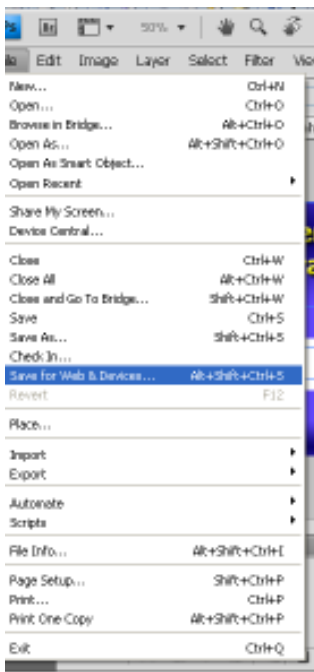 Br 50%
File Edit Image Layer Select Filter
New... Ctrl+N
Open... Ctrl+O
Browse in Bridge... Alt+Ctrl+O
Open As... Alt+Shift+Ctrl+O
Open As Smart Object...
Open Recent
Share My Screen...
Device Central...
Close Ctrl+W
Close All Alt+Ctrl+W
Close and Go To Bridge... Shift+Ctrl+W
Save Ctrl+S
Save As... Shift+Ctrl+S
Check In...
Save for Web & Devices... Alt+Shift+Ctrl+S
Revert F12
Place...
Import
Export
Automate
Scripts
File Info... Alt+Shift+Ctrl+I
Page Setup... Shift+Ctrl+P
Print... Ctrl+P
Print One Copy Alt+Shift+Ctrl+P
Exit Ctrl+Q